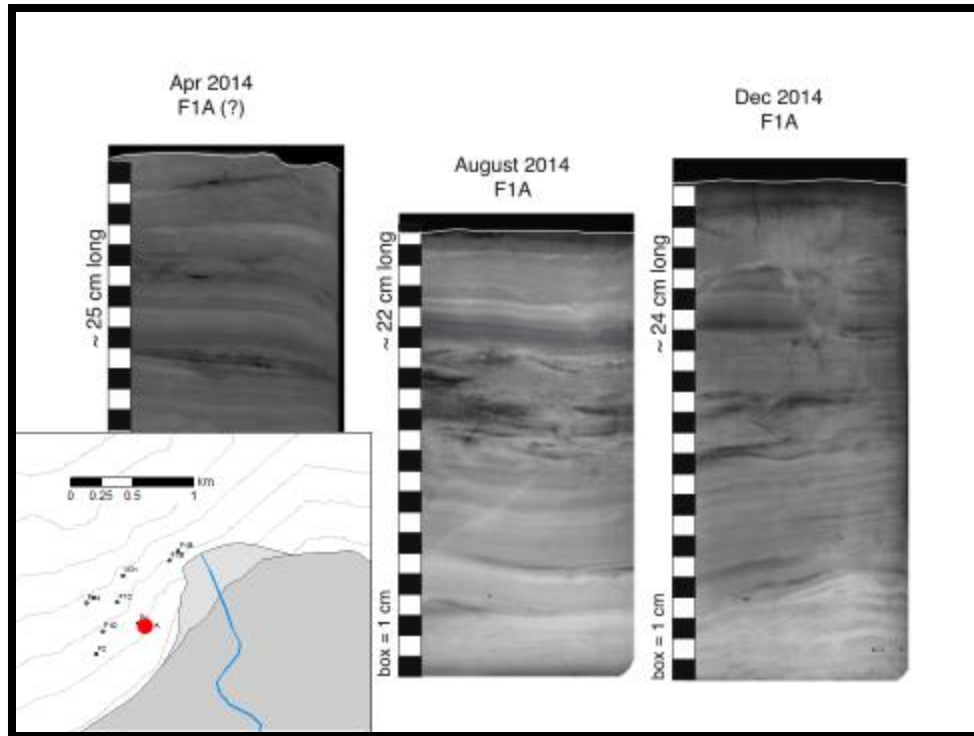 Apr 2014
F1A (?)
August 2014
F1A
Dec 2014
F1A
~ 25 cm long
~ 22 cm long
~ 24 cm long
box = 1 cm
box = 1 cm
0 0.25 0.5 1 km